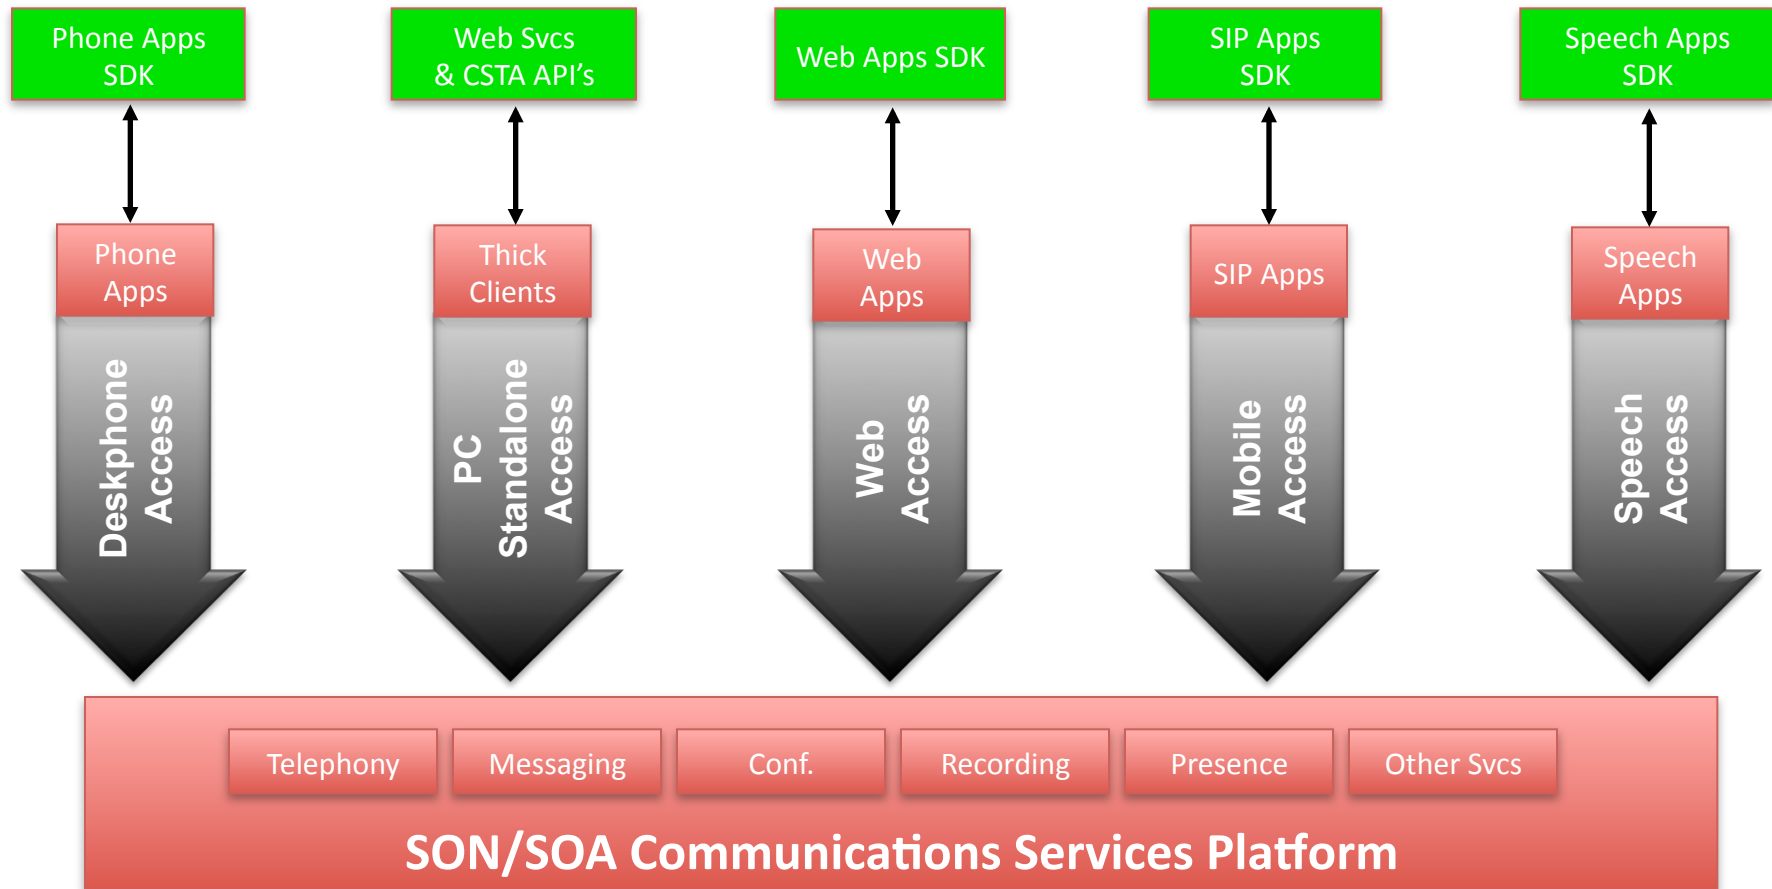 Phone Apps
SDK
Web Svcs
& CSTA API's
Web Apps SDK
SIP Apps
SDK
Speech Apps
SDK
Phone
Apps
Thick
Clients
Web
Apps
SIP Apps
Speech
Apps
Deskphone
Access
PC
Standalone
Access
Web
Access
Mobile
Access
Speech
Access
Telephony
Messaging
Conf.
Recording
Presence
Other Svcs
SON/SOA Communications Services Platform